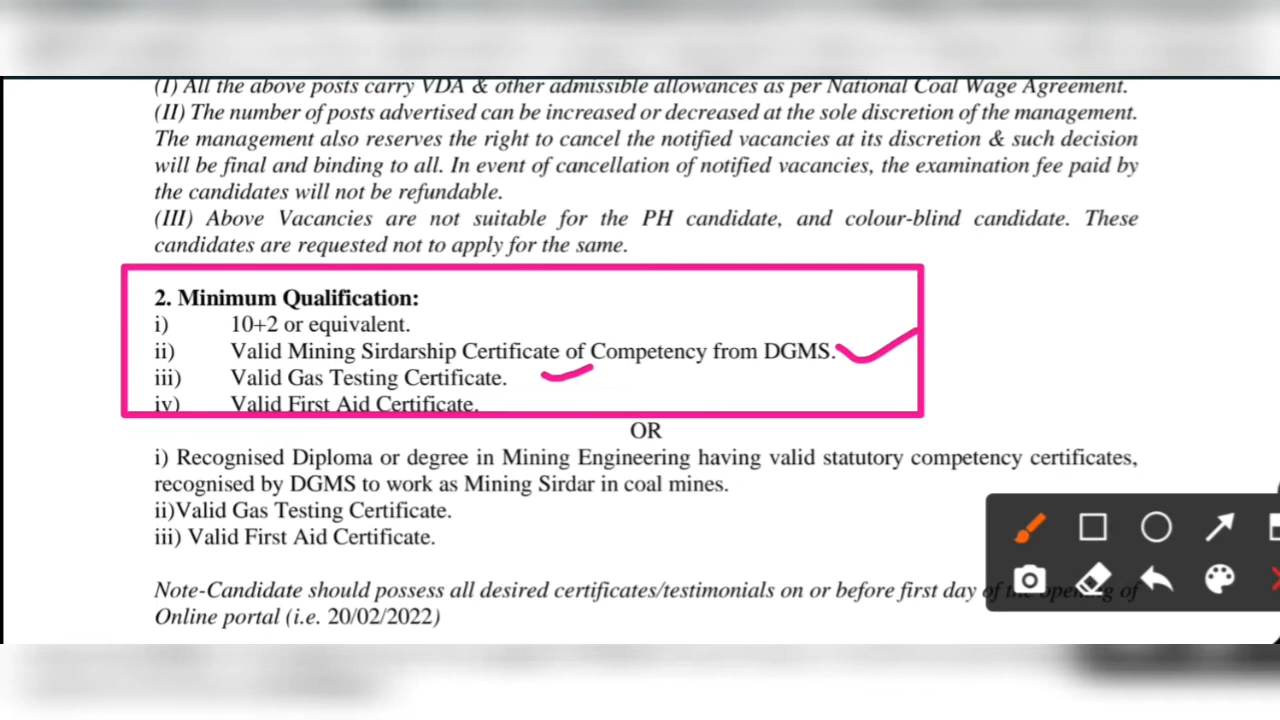 (I) All the above posts carry VDA & other admissible allowances as per National Coal Wage Agreement.
(II) The number of posts advertised can be increased or decreased at the sole discretion of the management.
The management also reserves the right to cancel the notified vacancies at its discretion & such decision
will be final and binding to all. In event of cancellation of notified vacancies, the examination fee paid by
the candidates will not be refundable.
(III) Above Vacancies are not suitable for the PH candidate, and colour-blind candidate. These
candidates are requested not to apply for the same.
2. Minimum Qualification:
i) 10+2 or equivalent.
ii) Valid Mining Sirdarship Certificate of Competency from DGMS.
iii) Valid Gas Testing Certificate.
iv) Valid First Aid Certificate.
OR
i) Recognised Diploma or degree in Mining Engineering having valid statutory competency certificates,
recognised by DGMS to work as Mining Sirdar in coal mines.
ii)Valid Gas Testing Certificate.
iii) Valid First Aid Certificate.
Note-Candidate should possess all desired certificates/testimonials on or before first day of the opening of
Online portal (i.e. 20/02/2022)